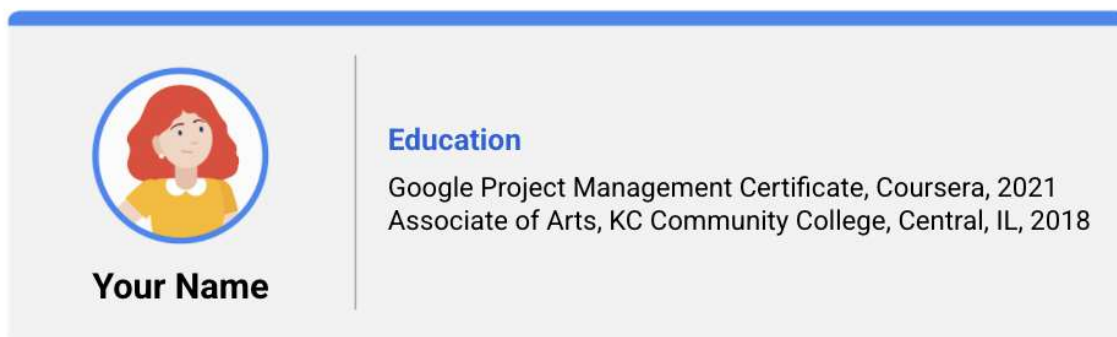 Your Name
Education
Google Project Management Certificate, Coursera, 2021
Associate of Arts, KC Community College, Central, IL, 2018